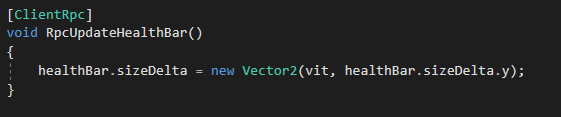 [ClientRpc]
void RpcUpdateHealthBar()
{
healthBar.sizeDelta = new Vector2(vit, healthBar.sizeDelta.y);
}